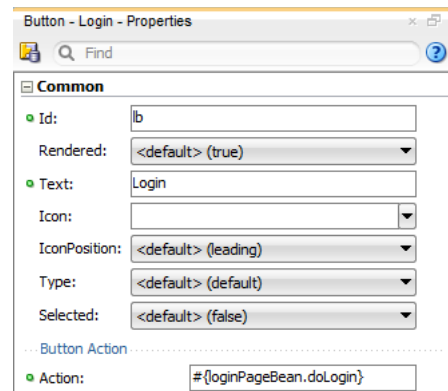 Button - Login - Properties
Find
Common
Id: lb
Rendered: <default> (true)
Text: Login
Icon:
IconPosition: <default> (leading)
Type: <default> (default)
Selected: <default> (false)
Button Action
Action: #{loginPageBean.doLogin}